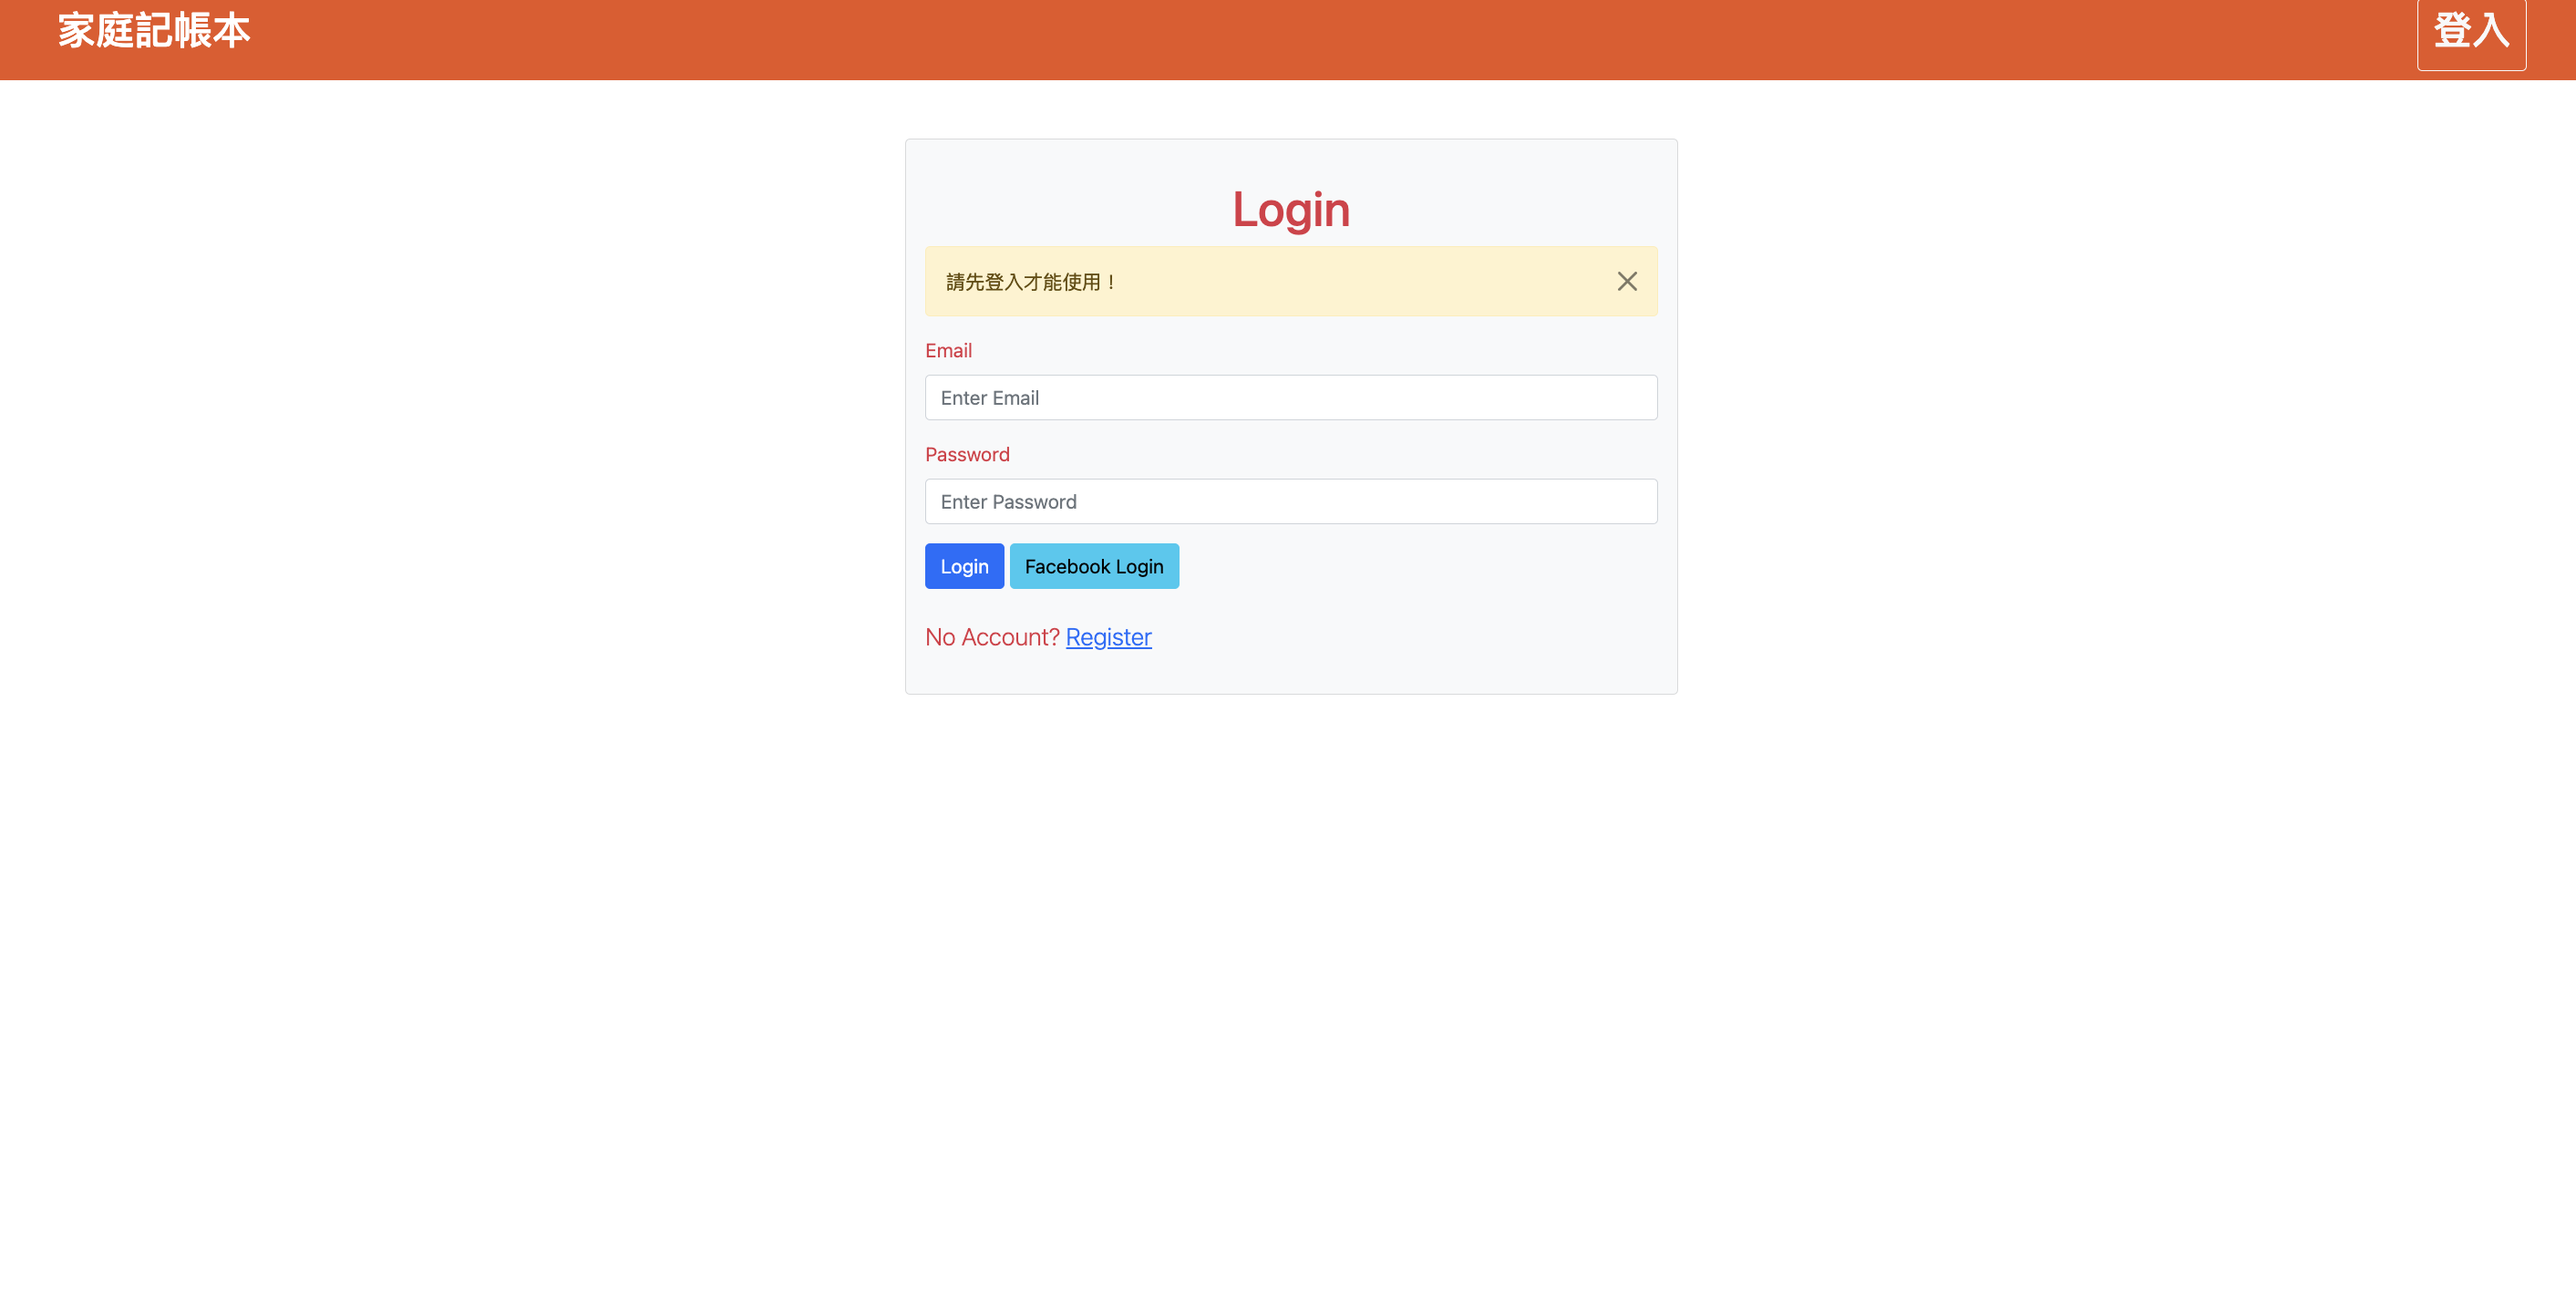 家庭記帳本
登入
Login
請先登入才能使用！
Email
Enter Email
Password
Enter Password
Login Facebook Login
No Account? Register